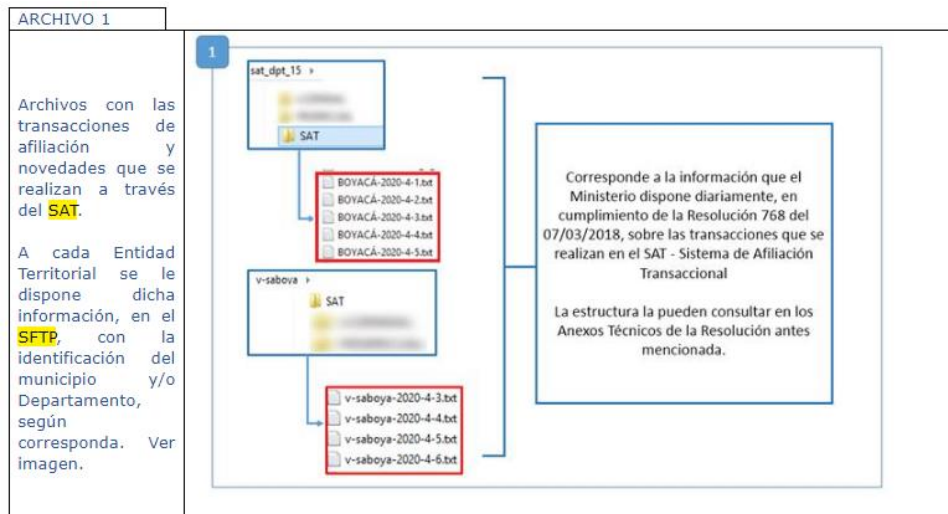 ARCHIVO 1
Archivos con las
transacciones de
afiliación y
novedades que se
realizan a través
del SAT.
A cada Entidad
Territorial se le
dispone dicha
información, en el
SFTP, con la
identificación del
municipio y/o
Departamento,
según
corresponda. Ver
imagen.
1
sat_dpt_15
SAT
BOYACÁ-2020-4-1.txt
BOYACÁ-2020-4-2.txt
BOYACÁ-2020-4-3.txt
BOYACÁ-2020-4-4.txt
BOYACÁ-2020-4-5.txt
v-saboya
SAT
v-saboya-2020-4-3.txt
v-saboya-2020-4-4.txt
v-saboya-2020-4-5.txt
v-saboya-2020-4-6.txt
Corresponde a la información que el
Ministerio dispone diariamente, en
cumplimiento de la Resolución 768 del
07/03/2018, sobre las transacciones que se
realizan en el SAT - Sistema de Afiliación
Transaccional
La estructura la pueden consultar en los
Anexos Técnicos de la Resolución antes
mencionada.